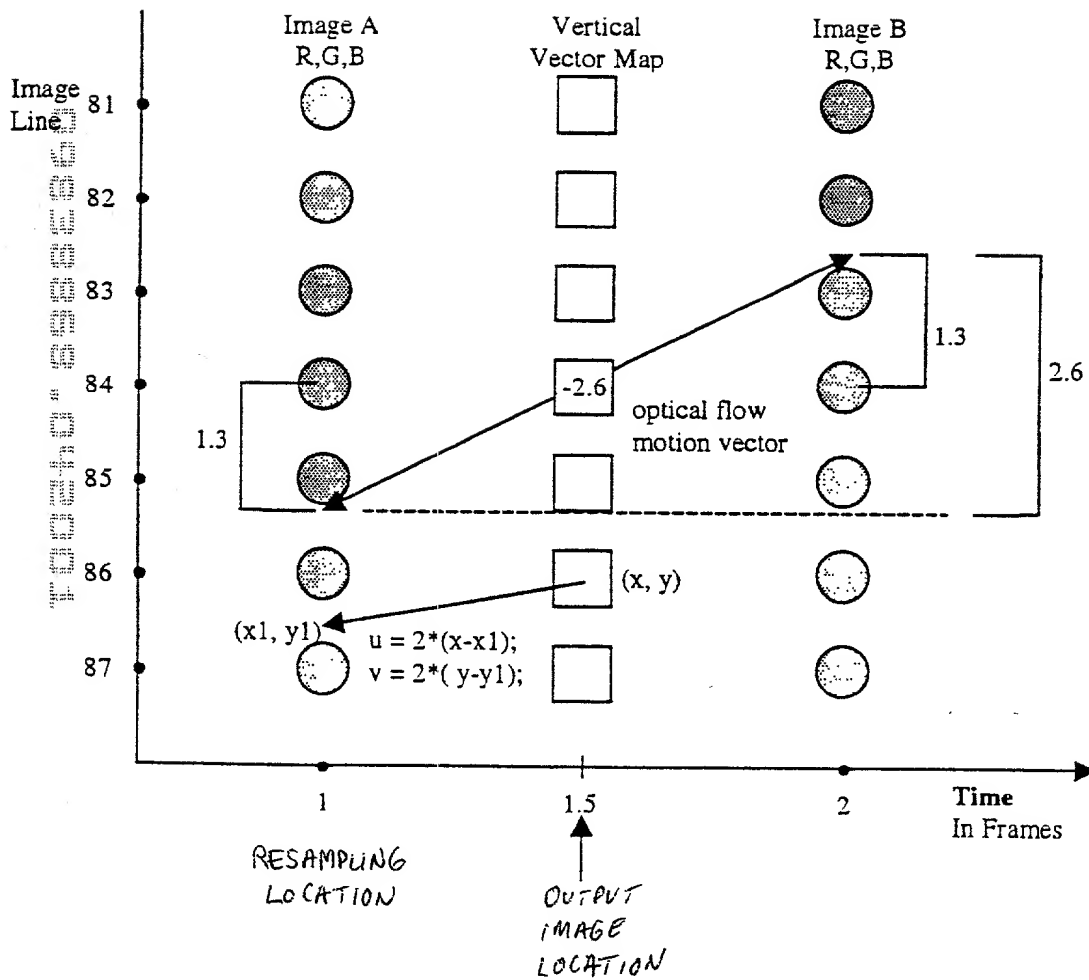 Image A
R,G,B
Vertical
Vector Map
Image B
R,G,B
Image
Line
81
82
83
84
85
86
87
-2.6
optical flow
motion vector
1.3
1.3
2.6
(x, y)
(x1, y1)
u = 2*(x-x1);
v = 2*( y-y1);
1
1.5
2
Time
In Frames
RESAMPLING
LOCATION
OUTPUT
IMAGE
LOCATION